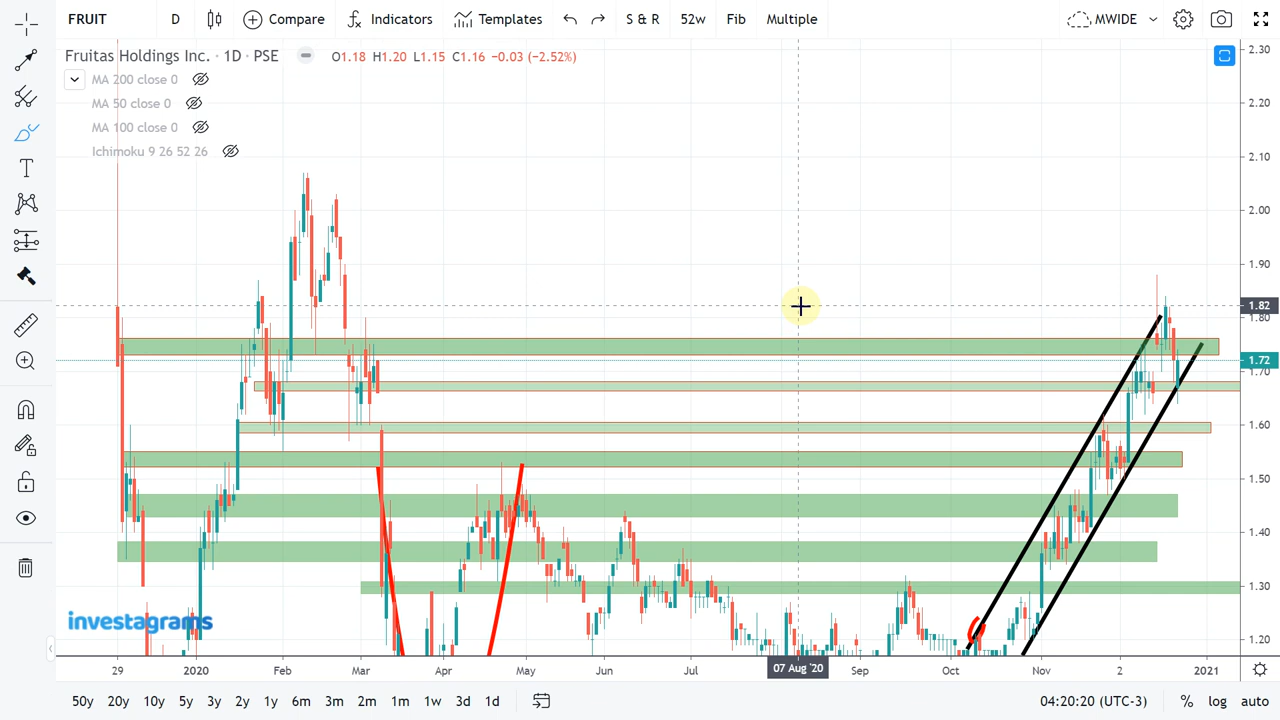 FRUIT D Compare Indicators Templates S & R 52w Fib Multiple MWIDE
Fruitas Holdings Inc. · 1D · PSE O1.18 H1.20 L1.15 C1.16 −0.03 (−2.52%)
MA 200 close 0
MA 50 close 0
MA 100 close 0
Ichimoku 9 26 52 26
2.30
2.20
2.10
2.00
1.90
1.82
1.80
1.72
1.70
1.60
1.50
1.40
1.30
1.20
investagrams
29 2020 Feb Mar Apr May Jun Jul 07 Aug '20 Sep Oct Nov 2 2021
50y 20y 10y 5y 3y 2y 1y 6m 3m 2m 1m 1w 3d 1d 04:20:20 (UTC-3) % log auto